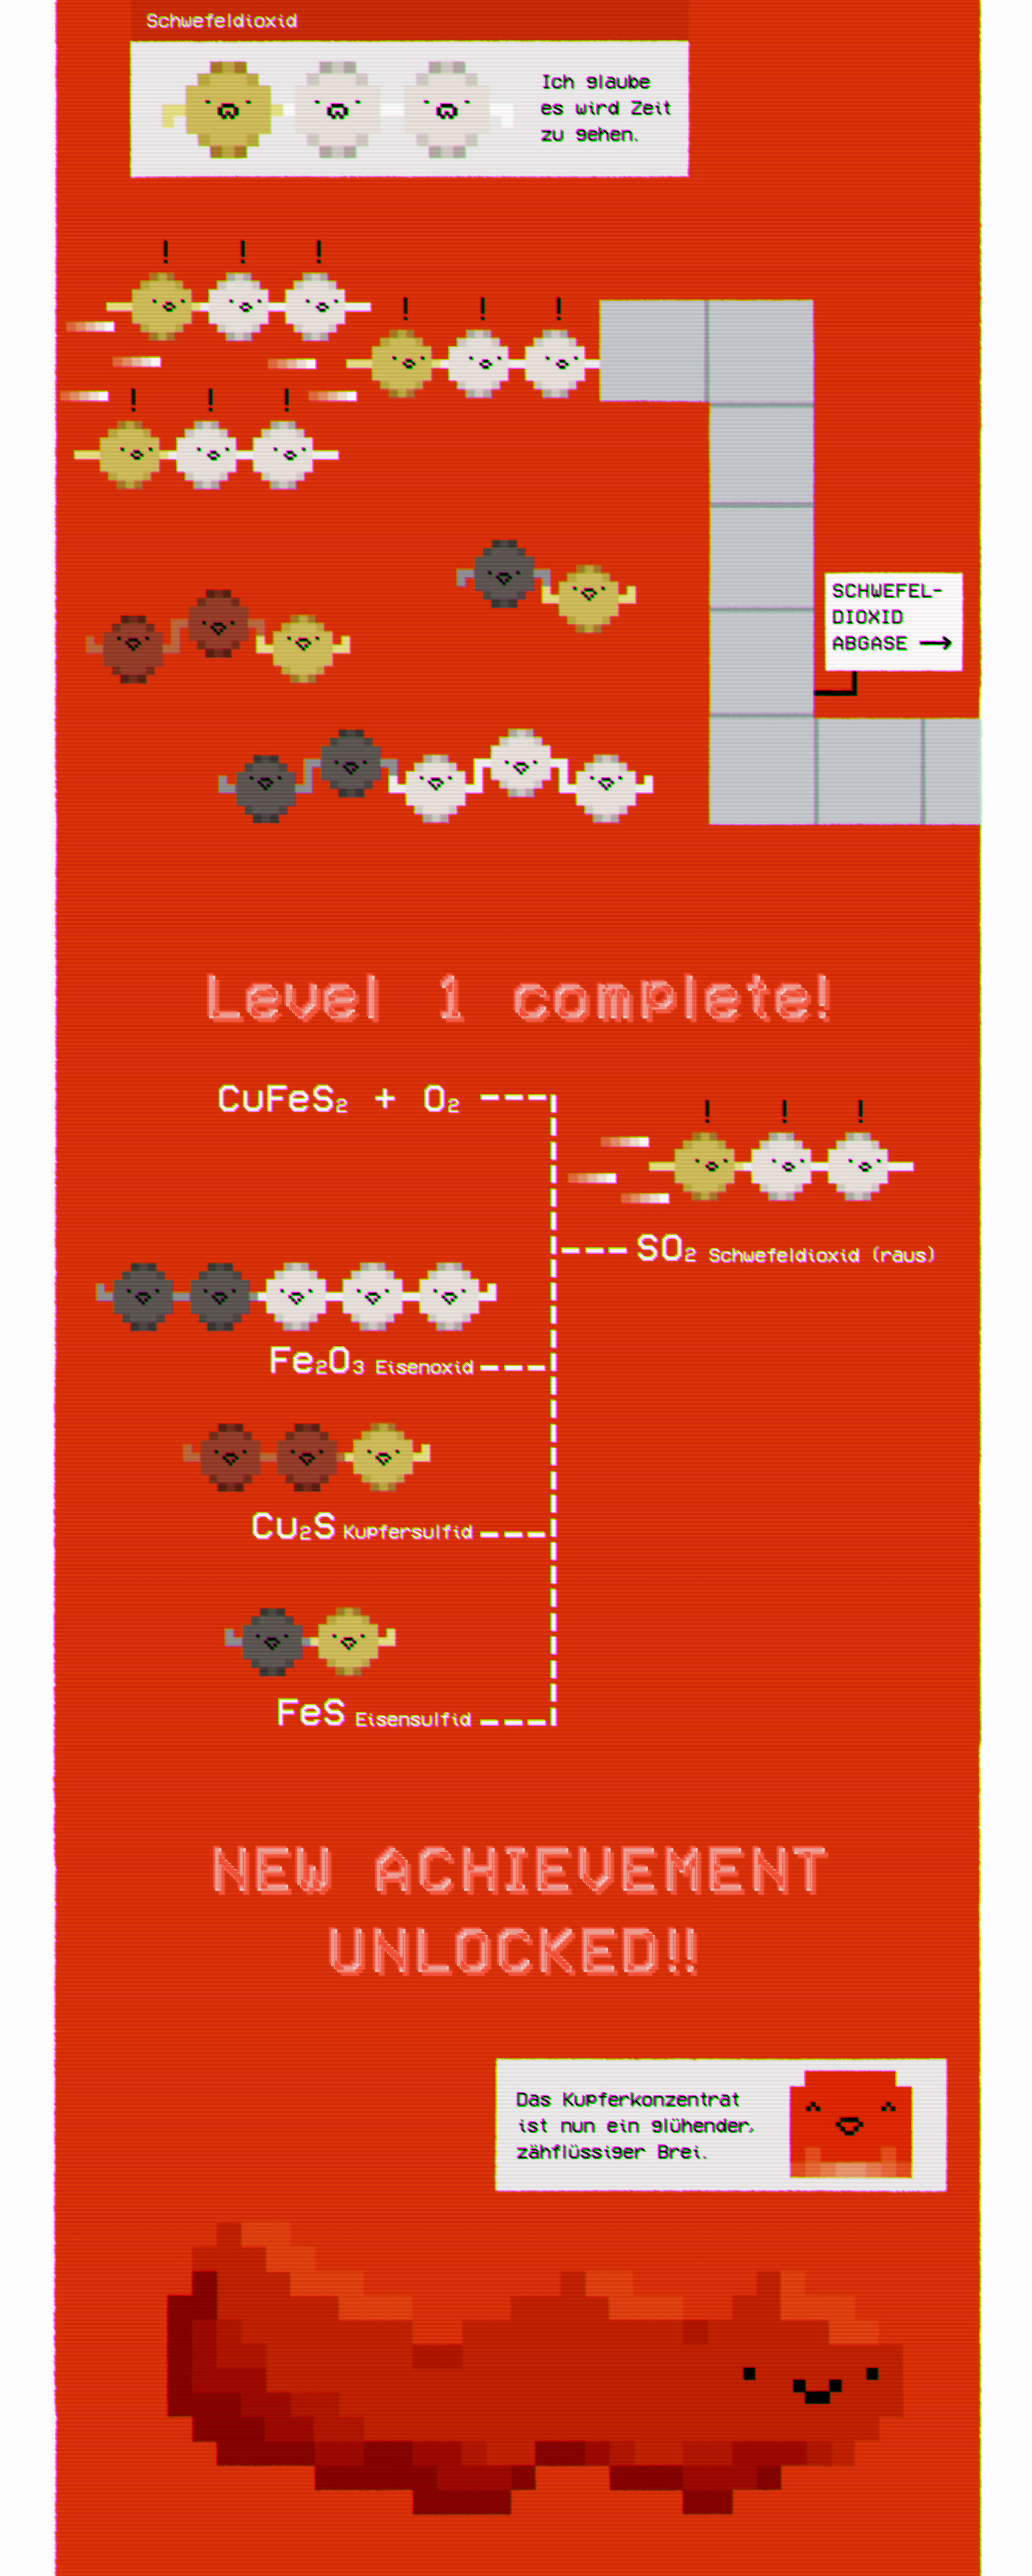 Schwefeldioxid
Ich glaube
es wird Zeit
zu gehen.
! ! !
! ! !
! ! !
SCHWEFEL-
DIOXID
ABGASE →
Level 1 complete!
CuFeS₂ + O₂
! ! !
SO₂ Schwefeldioxid (raus)
Fe₂O₃ Eisenoxid
Cu₂S Kupfersulfid
FeS Eisensulfid
NEW ACHIEVEMENT
UNLOCKED!!
Das Kupferkonzentrat
ist nun ein glühender,
zähflüssiger Brei.